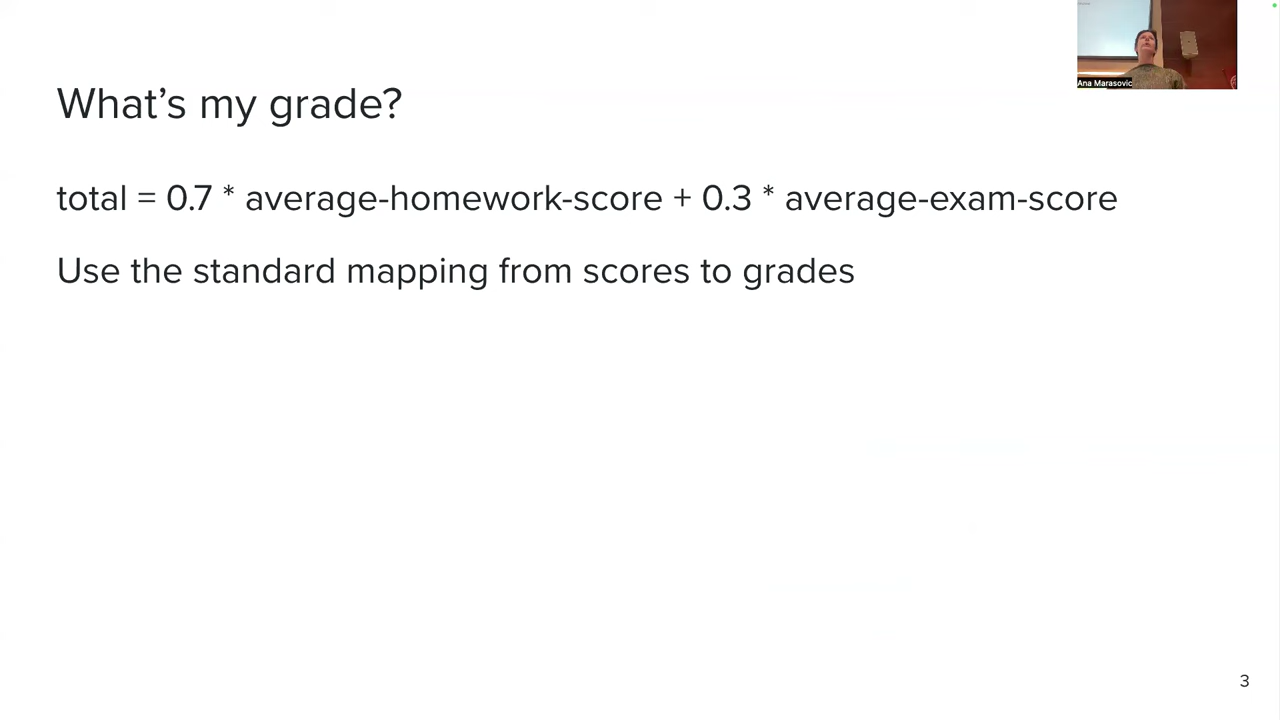 What’s my grade?
total = 0.7 * average-homework-score + 0.3 * average-exam-score
Use the standard mapping from scores to grades
Ana Marasovic
3